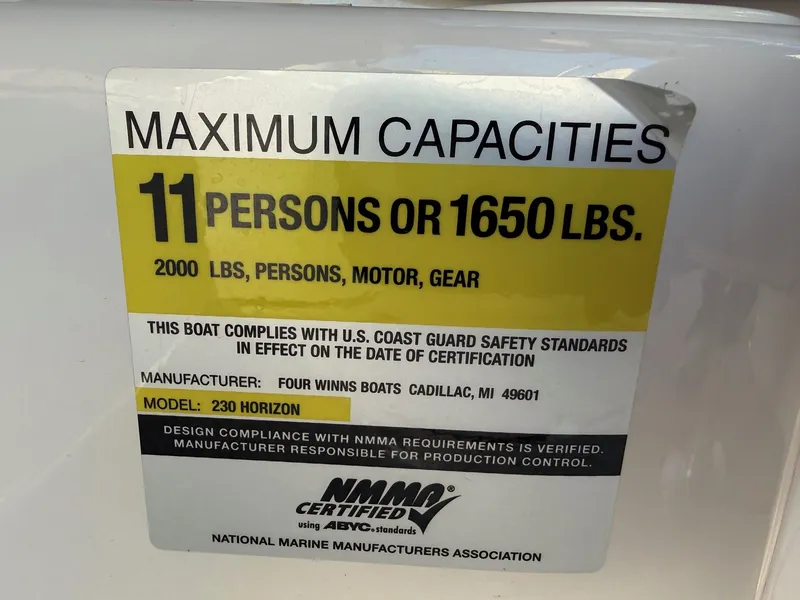 MAXIMUM CAPACITIES
11 PERSONS OR 1650 LBS.
2000 LBS, PERSONS, MOTOR, GEAR
THIS BOAT COMPLIES WITH U.S. COAST GUARD SAFETY STANDARDS
IN EFFECT ON THE DATE OF CERTIFICATION
MANUFACTURER: FOUR WINNS BOATS CADILLAC, MI 49601
MODEL: 230 HORIZON
DESIGN COMPLIANCE WITH NMMA REQUIREMENTS IS VERIFIED.
MANUFACTURER RESPONSIBLE FOR PRODUCTION CONTROL.
NMMA®
CERTIFIED
using ABYC® standards
NATIONAL MARINE MANUFACTURERS ASSOCIATION